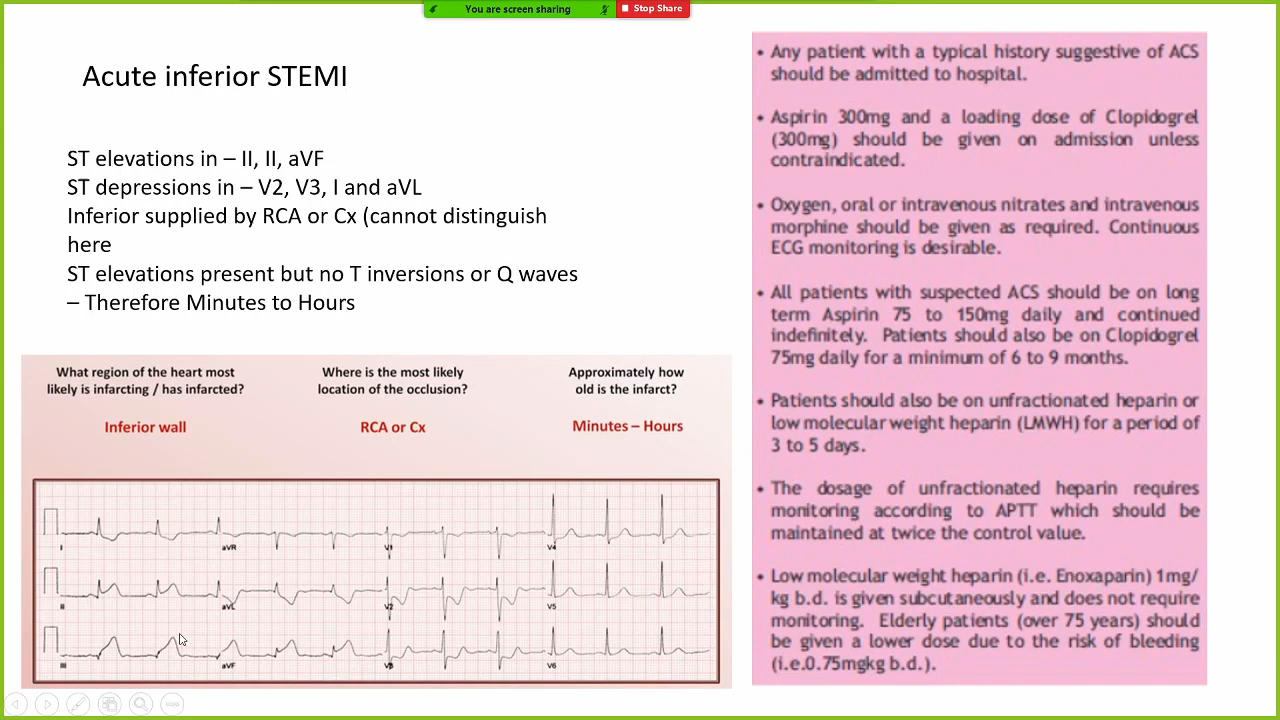 You are screen sharing
Stop Share
Acute inferior STEMI
ST elevations in – II, II, aVF
ST depressions in – V2, V3, I and aVL
Inferior supplied by RCA or Cx (cannot distinguish
here
ST elevations present but no T inversions or Q waves
– Therefore Minutes to Hours
What region of the heart most
likely is infarcting / has infarcted?
Inferior wall
Where is the most likely
location of the occlusion?
RCA or Cx
Approximately how
old is the infarct?
Minutes – Hours
I aVR V1 V4
II aVL V2 V5
III aVF V3 V6
• Any patient with a typical history suggestive of ACS
should be admitted to hospital.
• Aspirin 300mg and a loading dose of Clopidogrel
(300mg) should be given on admission unless
contraindicated.
• Oxygen, oral or intravenous nitrates and intravenous
morphine should be given as required. Continuous
ECG monitoring is desirable.
• All patients with suspected ACS should be on long
term Aspirin 75 to 150mg daily and continued
indefinitely. Patients should also be on Clopidogrel
75mg daily for a minimum of 6 to 9 months.
• Patients should also be on unfractionated heparin or
low molecular weight heparin (LMWH) for a period of
3 to 5 days.
• The dosage of unfractionated heparin requires
monitoring according to APTT which should be
maintained at twice the control value.
• Low molecular weight heparin (i.e. Enoxaparin) 1mg/
kg b.d. is given subcutaneously and does not require
monitoring. Elderly patients (over 75 years) should
be given a lower dose due to the risk of bleeding
(i.e.0.75mgkg b.d.).